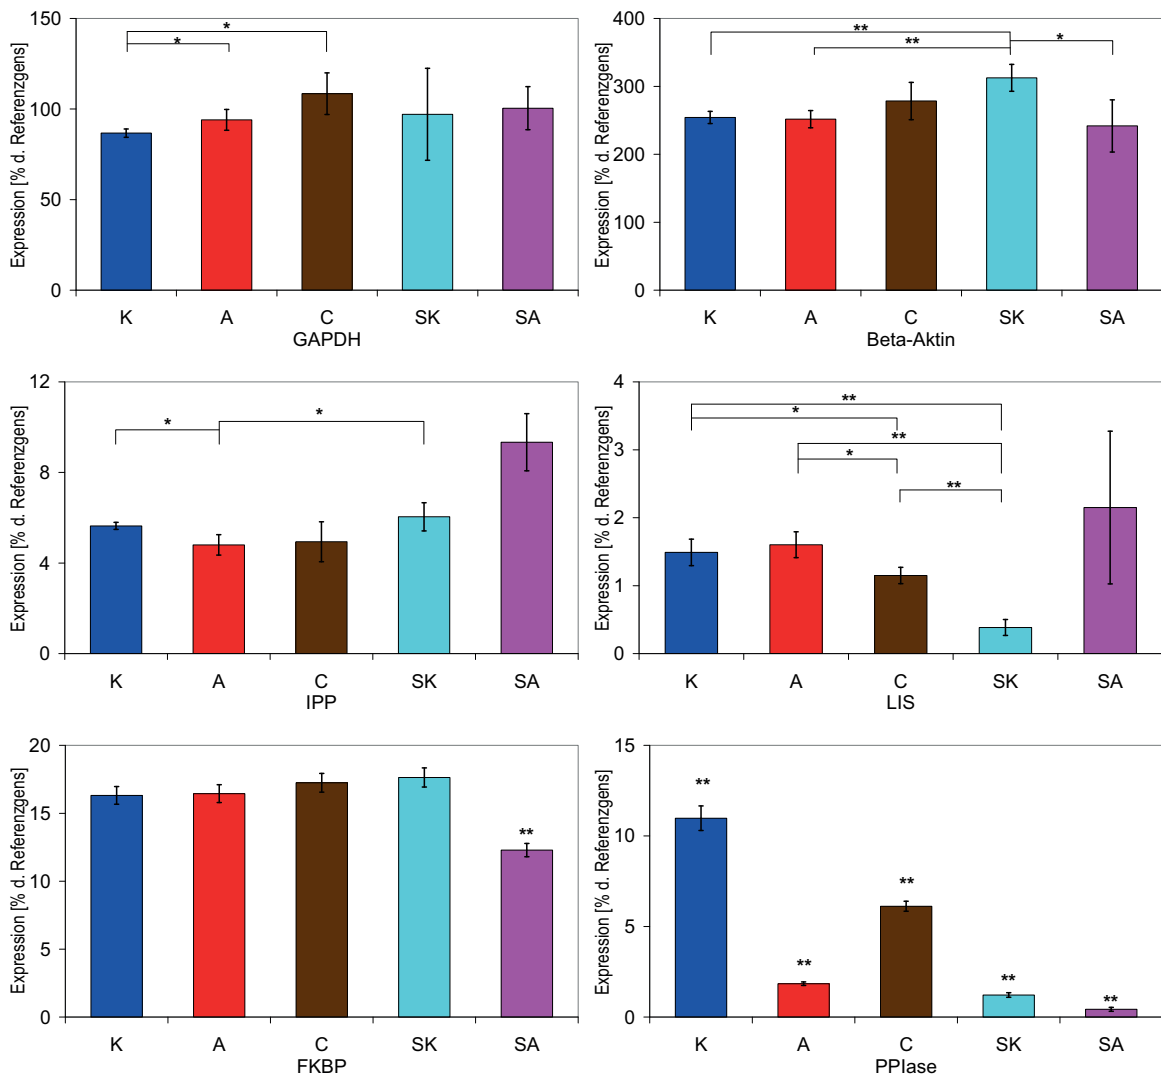 Expression [% d. Referenzgens]
150
100
50
0
*
*
K A C SK SA
GAPDH
Expression [% d. Referenzgens]
400
300
200
100
0
**
**
*
K A C SK SA
Beta-Aktin
Expression [% d. Referenzgens]
12
8
4
0
*
*
K A C SK SA
IPP
Expression [% d. Referenzgens]
4
3
2
1
0
**
*
**
*
**
K A C SK SA
LIS
Expression [% d. Referenzgens]
20
15
10
5
0
**
K A C SK SA
FKBP
Expression [% d. Referenzgens]
15
10
5
0
**
**
**
**
**
K A C SK SA
PPIase